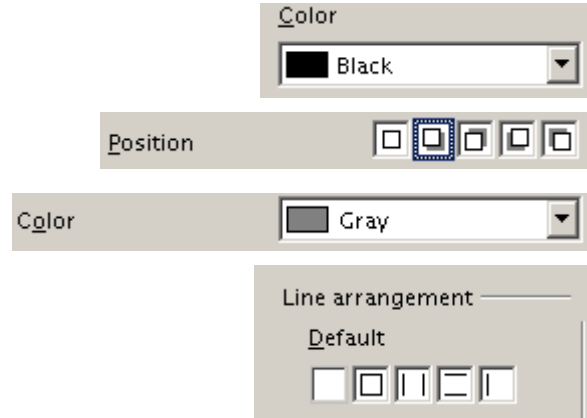 Color
Black
Position
Color
Gray
Line arrangement
Default